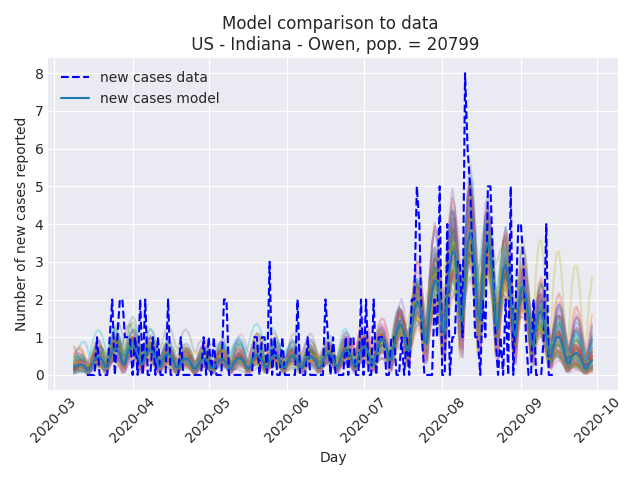 Model comparison to data
US - Indiana - Owen, pop. = 20799
8
7
6
5
4
3
2
1
0
Number of new cases reported
new cases data
new cases model
2020-03
2020-04
2020-05
2020-06
2020-07
2020-08
2020-09
2020-10
Day